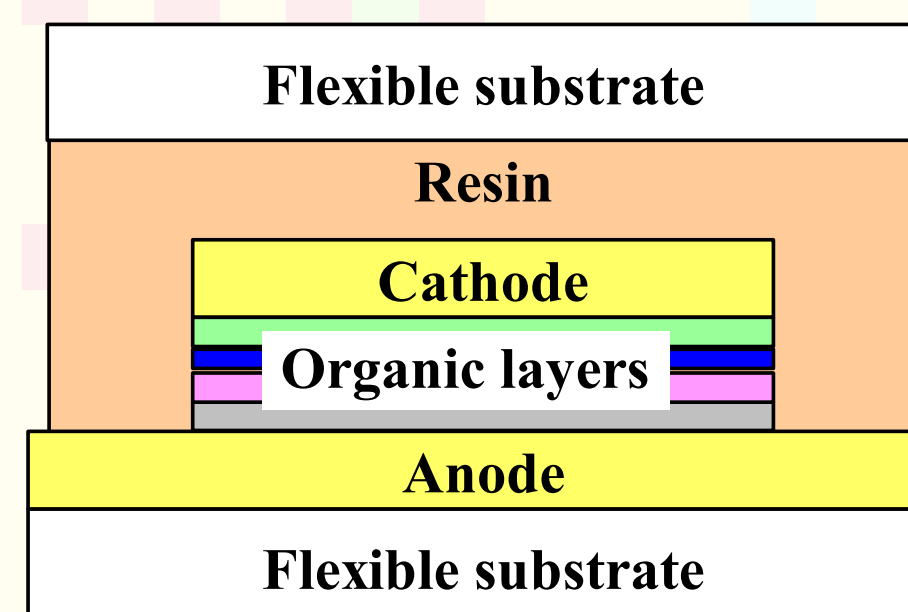 Flexible substrate
Resin
Cathode
Organic layers
Anode
Flexible substrate